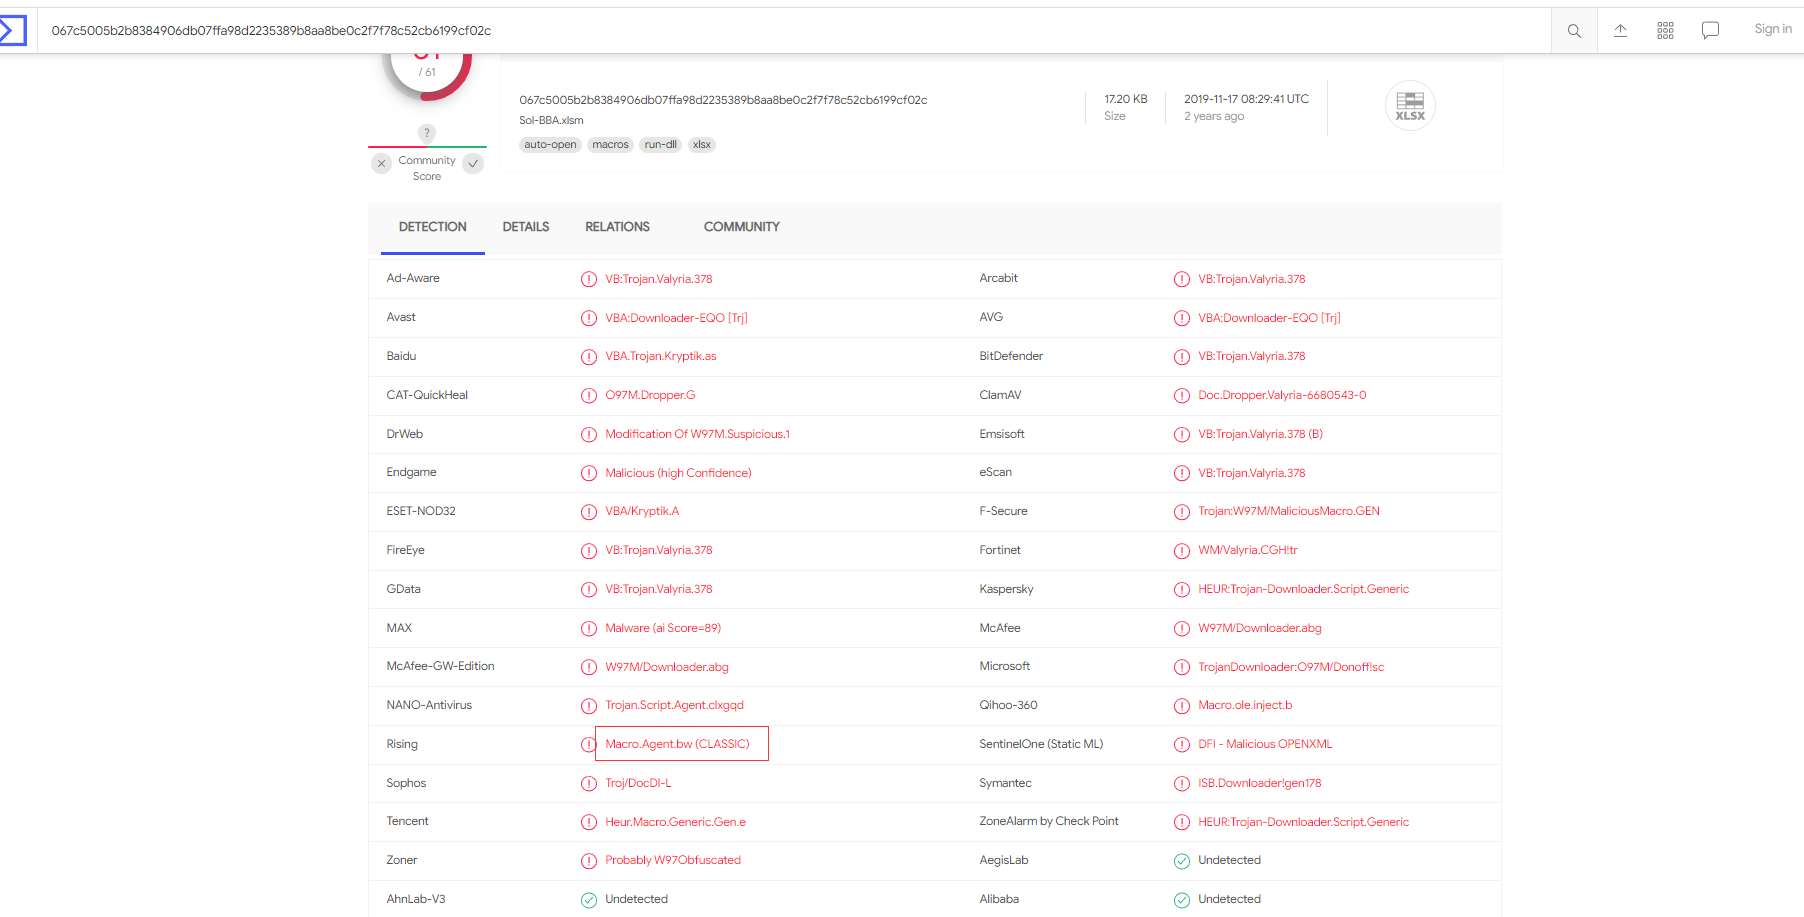 067c5005b2b8384906db07ffa98d2235389b8aa8be0c2f7f78c52cb6199cf02c
Sign in
/ 61
067c5005b2b8384906db07ffa98d2235389b8aa8be0c2f7f78c52cb6199cf02c
17.20 KB
2019-11-17 08:29:41 UTC
Sol-BBA.xlsm
Size
2 years ago
XLSX
auto-open macros run-dll xlsx
?
Community
Score
DETECTION DETAILS RELATIONS COMMUNITY
Ad-Aware VB:Trojan.Valyria.378 Arcabit VB:Trojan.Valyria.378
Avast VBA:Downloader-EQO [Trj] AVG VBA:Downloader-EQO [Trj]
Baidu VBA.Trojan.Kryptik.as BitDefender VB:Trojan.Valyria.378
CAT-QuickHeal O97M.Dropper.G ClamAV Doc.Dropper.Valyria-6680543-0
DrWeb Modification Of W97M.Suspicious.1 Emsisoft VB:Trojan.Valyria.378 (B)
Endgame Malicious (high Confidence) eScan VB:Trojan.Valyria.378
ESET-NOD32 VBA/Kryptik.A F-Secure Trojan:W97M/MaliciousMacro.GEN
FireEye VB:Trojan.Valyria.378 Fortinet WM/Valyria.CGH!tr
GData VB:Trojan.Valyria.378 Kaspersky HEUR:Trojan-Downloader.Script.Generic
MAX Malware (ai Score=89) McAfee W97M/Downloader.abg
McAfee-GW-Edition W97M/Downloader.abg Microsoft TrojanDownloader:O97M/Donoff!sc
NANO-Antivirus Trojan.Script.Agent.clxgqd Qihoo-360 Macro.ole.inject.b
Rising Macro.Agent.bw (CLASSIC) SentinelOne (Static ML) DFI - Malicious OPENXML
Sophos Troj/DocDl-L Symantec ISB.Downloader!gen178
Tencent Heur.Macro.Generic.Gen.e ZoneAlarm by Check Point HEUR:Trojan-Downloader.Script.Generic
Zoner Probably W97Obfuscated AegisLab Undetected
AhnLab-V3 Undetected Alibaba Undetected